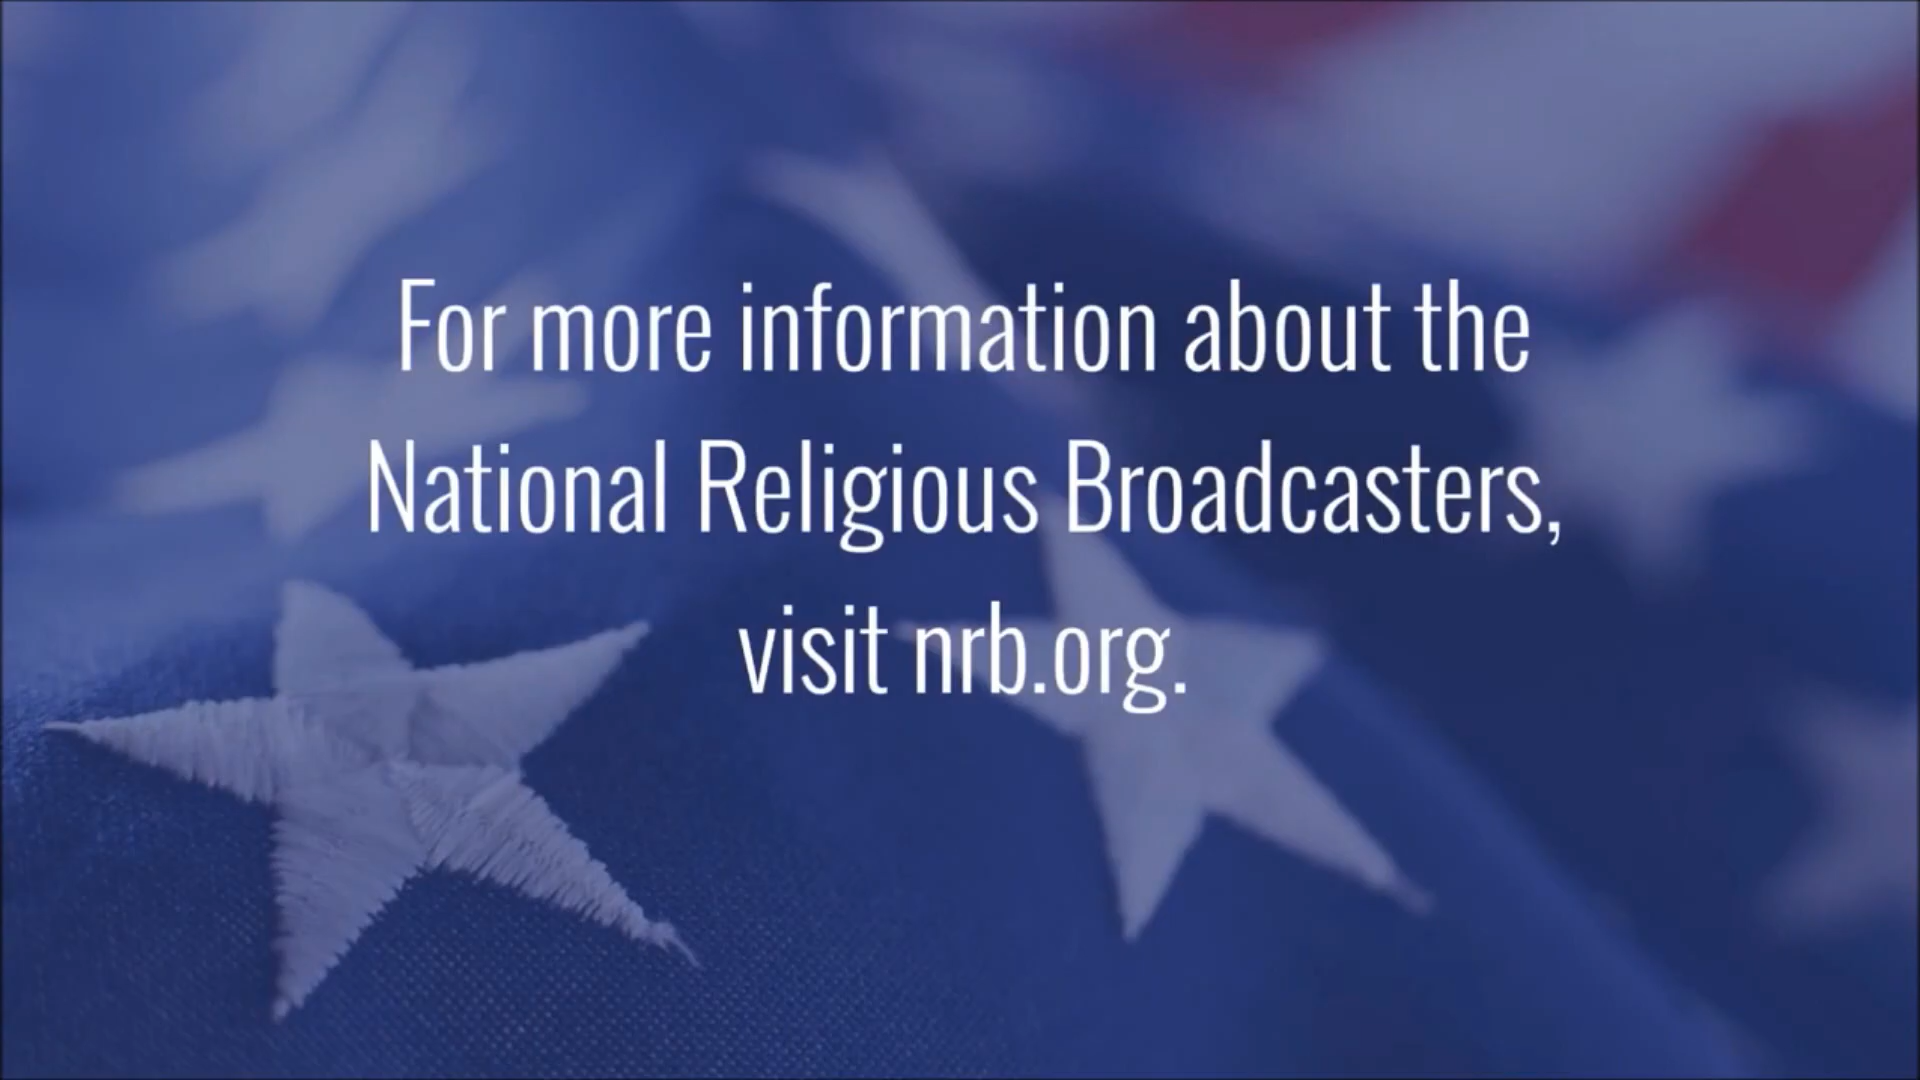 For more information about the
National Religious Broadcasters,
visit nrb.org.